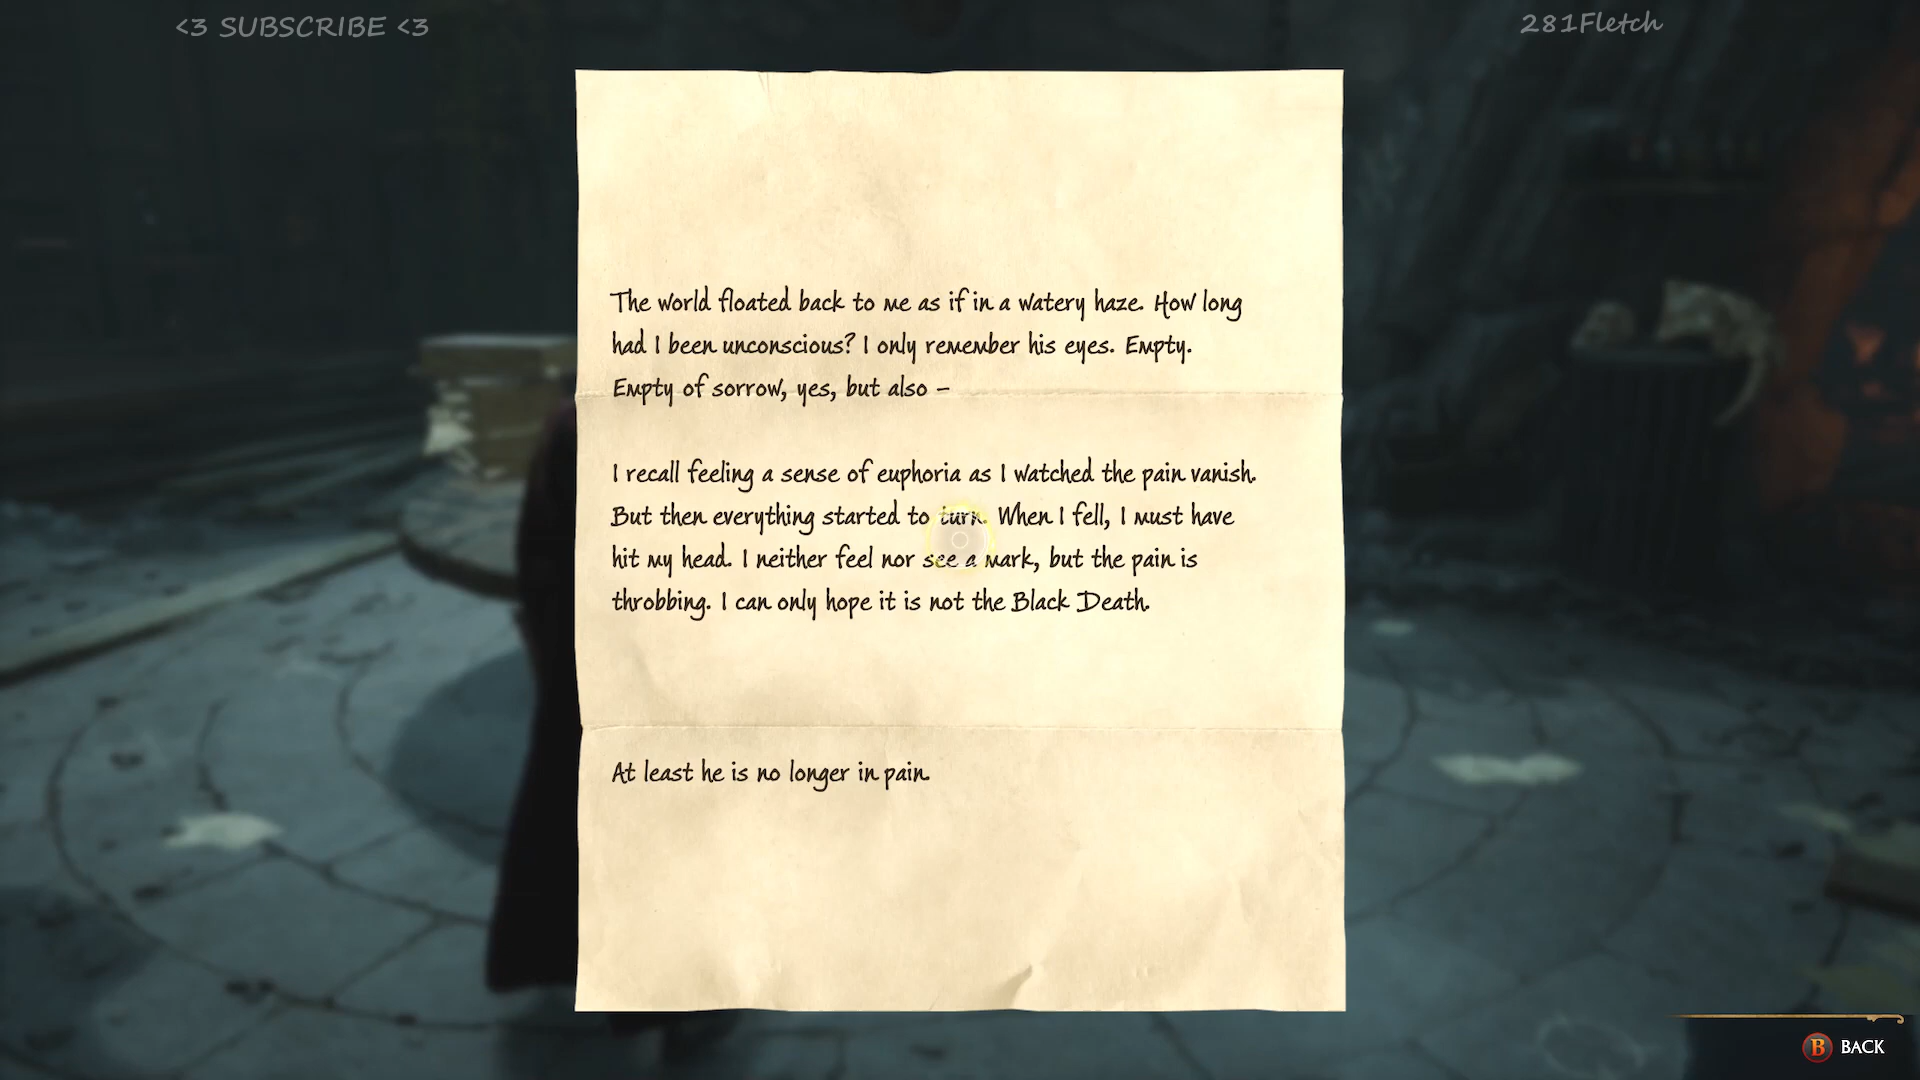 <3 SUBSCRIBE <3
281Fletch
The world floated back to me as if in a watery haze. How long
had I been unconscious? I only remember his eyes. Empty.
Empty of sorrow, yes, but also –
I recall feeling a sense of euphoria as I watched the pain vanish.
But then everything started to turn. When I fell, I must have
hit my head. I neither feel nor see a mark, but the pain is
throbbing. I can only hope it is not the Black Death.
At least he is no longer in pain.
B BACK